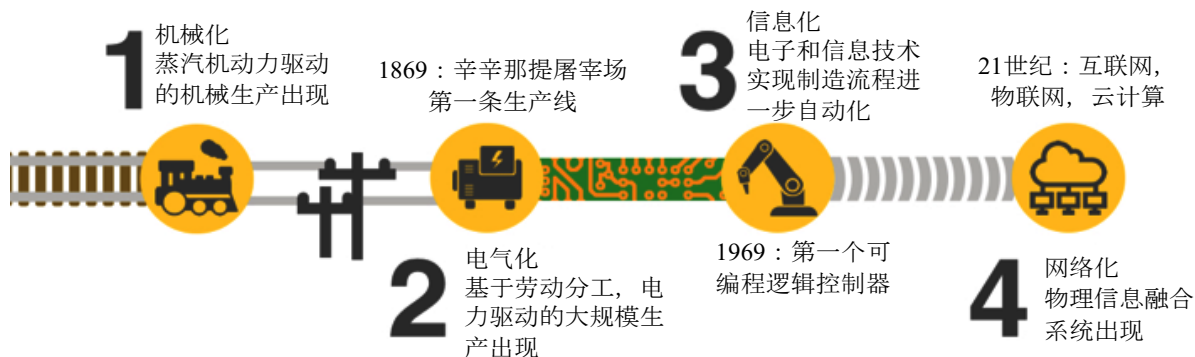 1
机械化
蒸汽机动力驱动
的机械生产出现
1869：辛辛那提屠宰场
第一条生产线
2
电气化
基于劳动分工，电
力驱动的大规模生
产出现
3
信息化
电子和信息技术
实现制造流程进
一步自动化
1969：第一个可
编程逻辑控制器
21世纪：互联网，
物联网，云计算
4
网络化
物理信息融合
系统出现